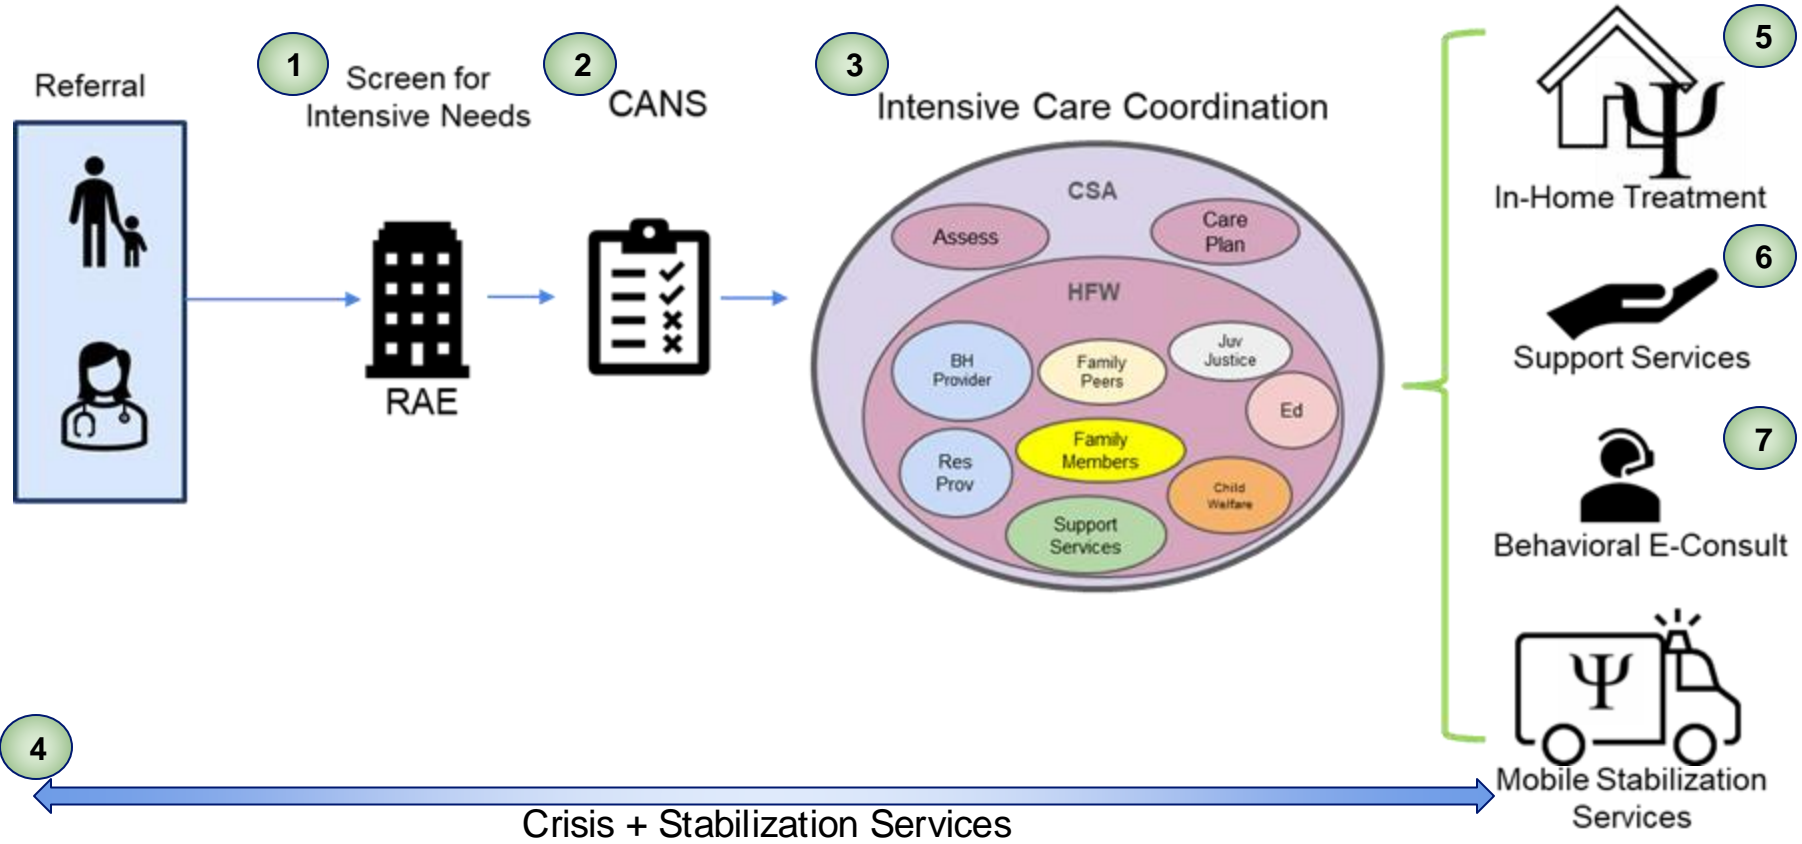 Referral
1
Screen for
Intensive Needs
RAE
2
CANS
3
Intensive Care Coordination
CSA
Assess
Care
Plan
HFW
BH
Provider
Family
Peers
Juv
Justice
Ed
Family
Members
Res
Prov
Child
Welfare
Support
Services
5
Ψ
In-Home Treatment
6
Support Services
7
Behavioral E-Consult
Ψ
Mobile Stabilization
Services
4
Crisis + Stabilization Services